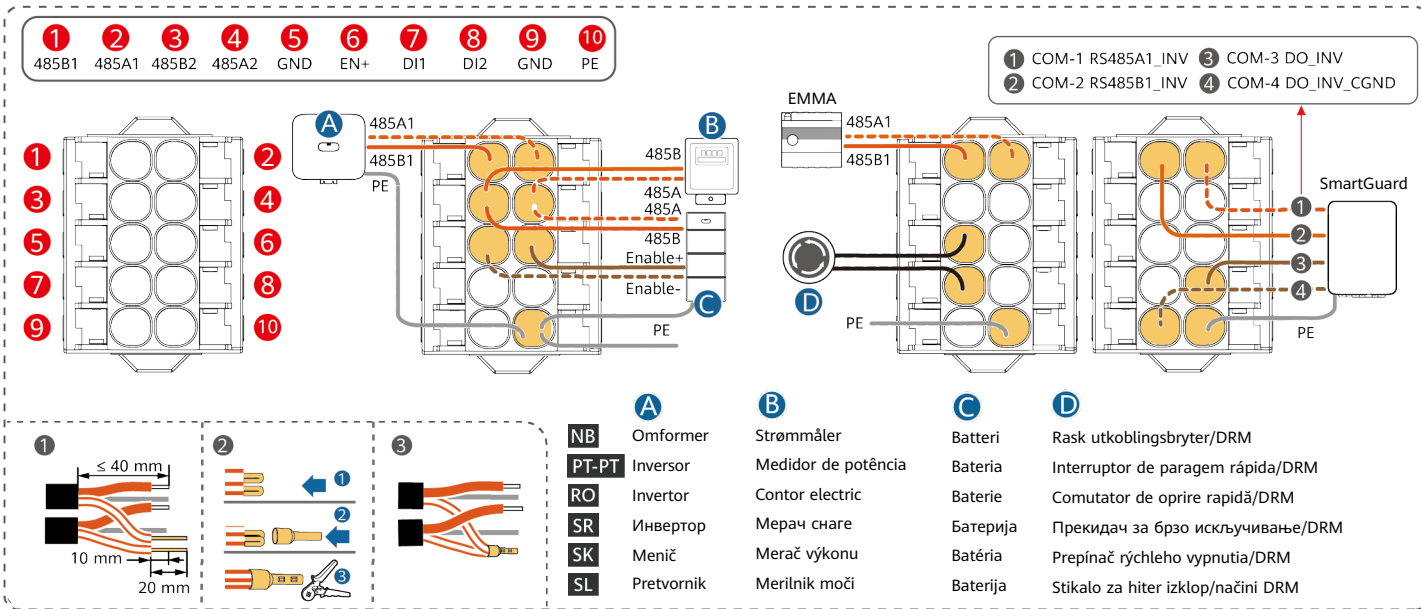 1 2 3 4 5 6 7 8 9 10
485B1 485A1 485B2 485A2 GND EN+ DI1 DI2 GND PE
1 COM-1 RS485A1_INV 3 COM-3 DO_INV
2 COM-2 RS485B1_INV 4 COM-4 DO_INV_CGND
1 2
3 4
5 6
7 8
9 10
A
485A1
485B1
PE
B
485B
485A
485A
485B
Enable+
Enable-
C
PE
EMMA
485A1
485B1
D
PE
SmartGuard
1
2
3
4
PE
1
≤ 40 mm
10 mm
20 mm
2
1
2
3
3
A B C D
NB Omformer Strømmåler Batteri Rask utkoblingsbryter/DRM
PT-PT Inversor Medidor de potência Bateria Interruptor de paragem rápida/DRM
RO Invertor Contor electric Baterie Comutator de oprire rapidă/DRM
SR Инвертор Мерач снаге Батерија Прекидач за брзо искључивање/DRM
SK Menič Merač výkonu Batéria Prepínač rýchleho vypnutia/DRM
SL Pretvornik Merilnik moči Baterija Stikalo za hiter izklop/načini DRM